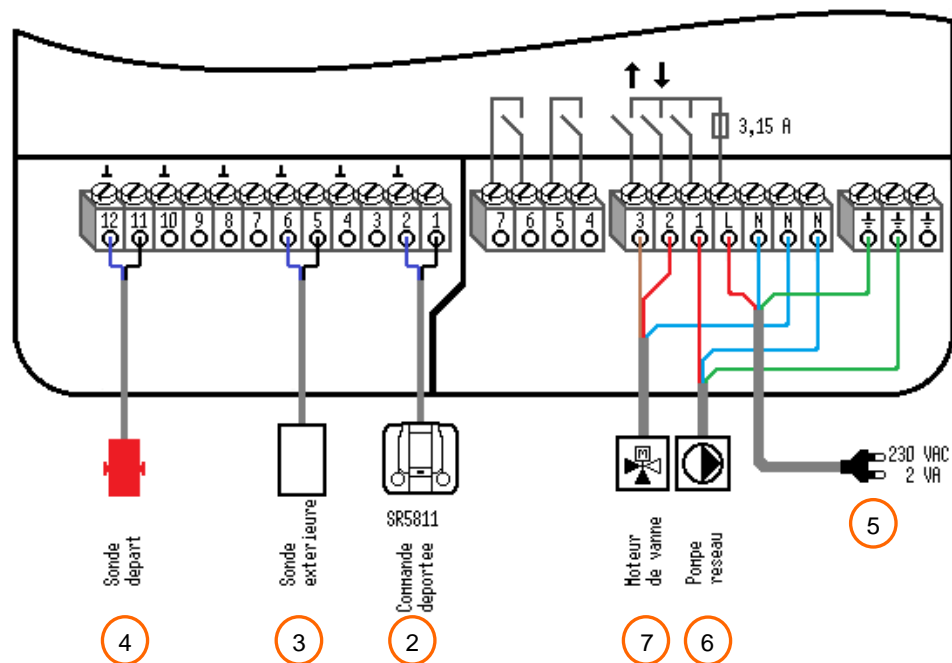 3,15 A
12 11 10 9 8 7 6 5 4 3 2 1
7 6 5 4
3 2 1 L N N N
230 VAC
2 VA
SR5811
Sonde
depart
Sonde
exterieure
Commande
deportee
Moteur
de vanne
Pompe
reseau
5
4
3
2
7
6